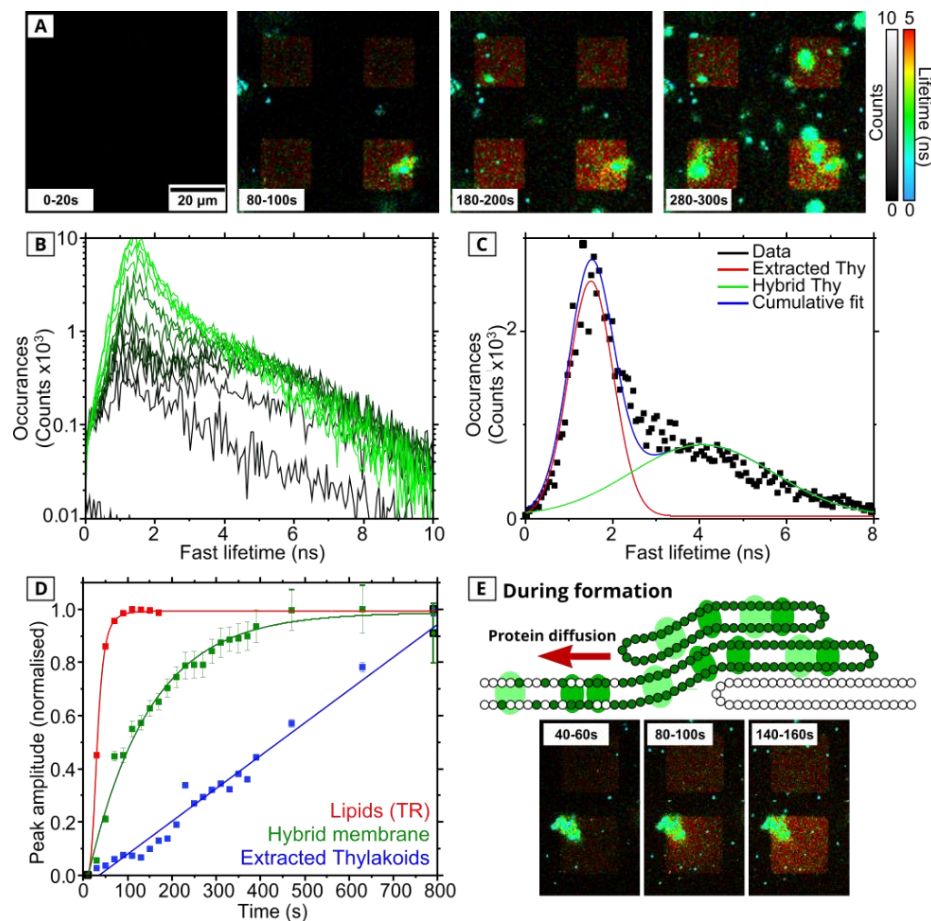 A
0-20s
20 µm
80-100s
180-200s
280-300s
10
5
Counts
Lifetime (ns)
0
0
B
10
1
0.1
0.01
Occurrances
(Counts x10³)
0
2
4
6
8
10
Fast lifetime (ns)
C
Data
Extracted Thy
Hybrid Thy
Cumulative fit
2
0
Occurrances
(Counts x10³)
0
1
2
3
4
5
6
7
8
Fast lifetime (ns)
D
1.0
0.8
0.6
0.4
0.2
0.0
Peak amplitude (normalised)
Lipids (TR)
Hybrid membrane
Extracted Thylakoids
0
100
200
300
400
500
600
700
800
Time (s)
E
During formation
Protein diffusion
40-60s
80-100s
140-160s